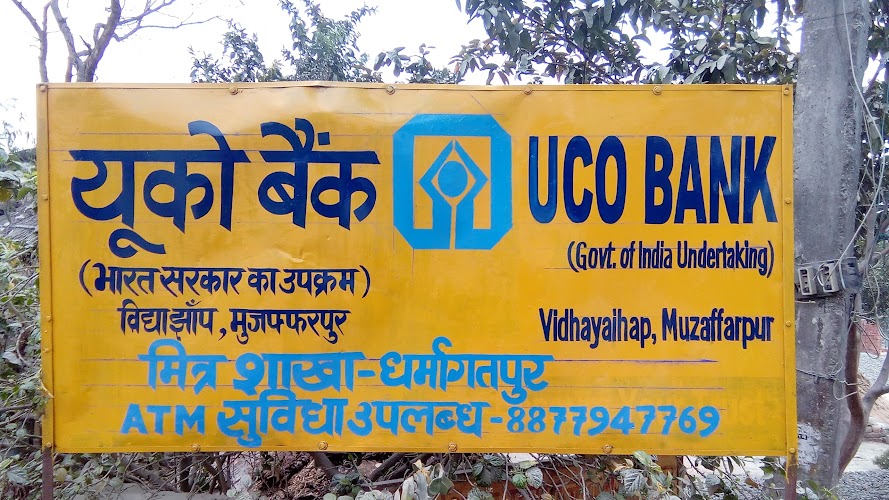 यूको बैंक UCO BANK
(भारत सरकार का उपक्रम) (Govt. of India Undertaking)
विद्याझाँप, मुजफ्फरपुर Vidhayaihap, Muzaffarpur
मित्र शाखा-धर्मागतपुर
ATM सुविधा उपलब्ध-8877947769